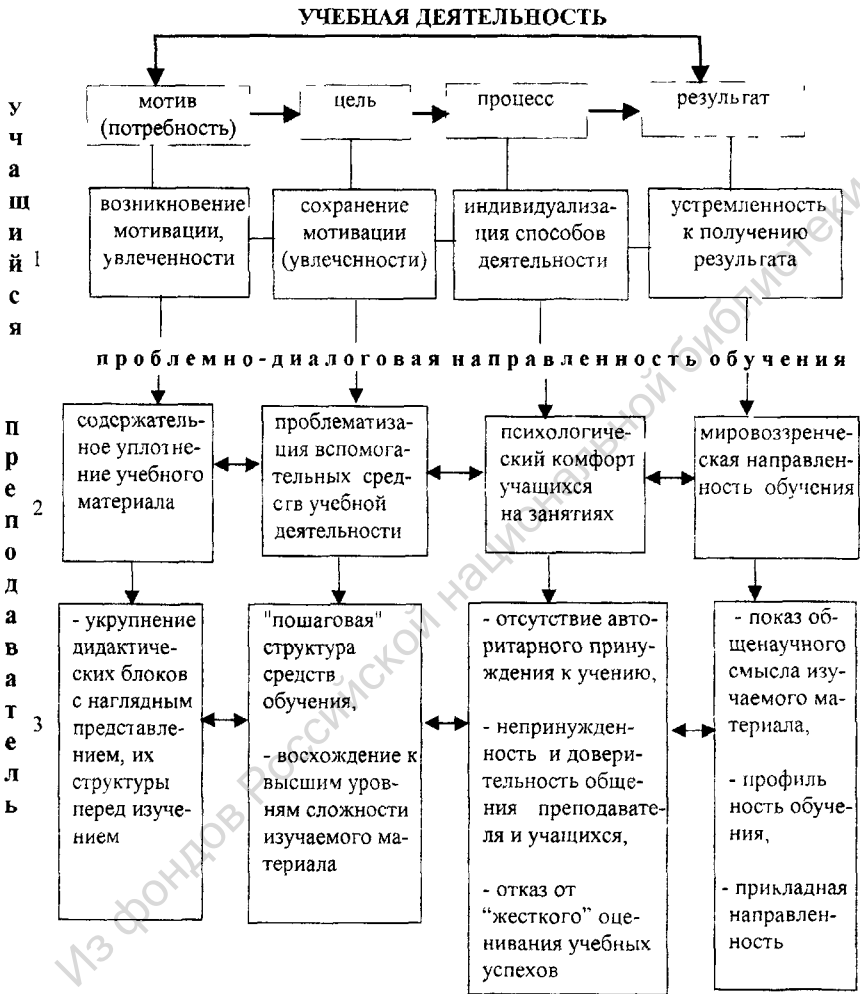 УЧЕБНАЯ ДЕЯТЕЛЬНОСТЬ
Учащийся
мотив
(потребность)
цель
процесс
результат
1
возникновение
мотивации,
увлеченности
сохранение
мотивации
(увлеченности)
индивидуализа-
ция способов
деятельности
устремленность
к получению
результата
проблемно-диалоговая направленность обучения
Преподаватель
2
содержатель-
ное уплотне-
ние учебного
материала
проблематиза-
ция вспомога-
тельных сред-
ств учебной
деятельности
психологиче-
ский комфорт
учащихся
на занятиях
мировоззренче-
ская направлен-
ность обучения
3
- укрупнение
дидактиче-
ских блоков
с наглядным
представле-
нием, их
структуры
перед изуче-
нием
"пошаговая"
структура
средств
обучения,
- восхождение к
высшим уров-
ням сложности
изучаемого ма-
териала
- отсутствие авто-
ритарного прину-
ждения к учению,
- непринужден-
ность и довери-
тельность обще-
ния преподавате-
ля и учащихся,
- отказ от
“жесткого” оце-
нивания учебных
успехов
- показ об-
щенаучного
смысла изу-
чаемого ма-
териала,
- профиль
ность обуче-
ния,
- прикладная
направлен-
ность
Из фондов Российской национальной библиотеки